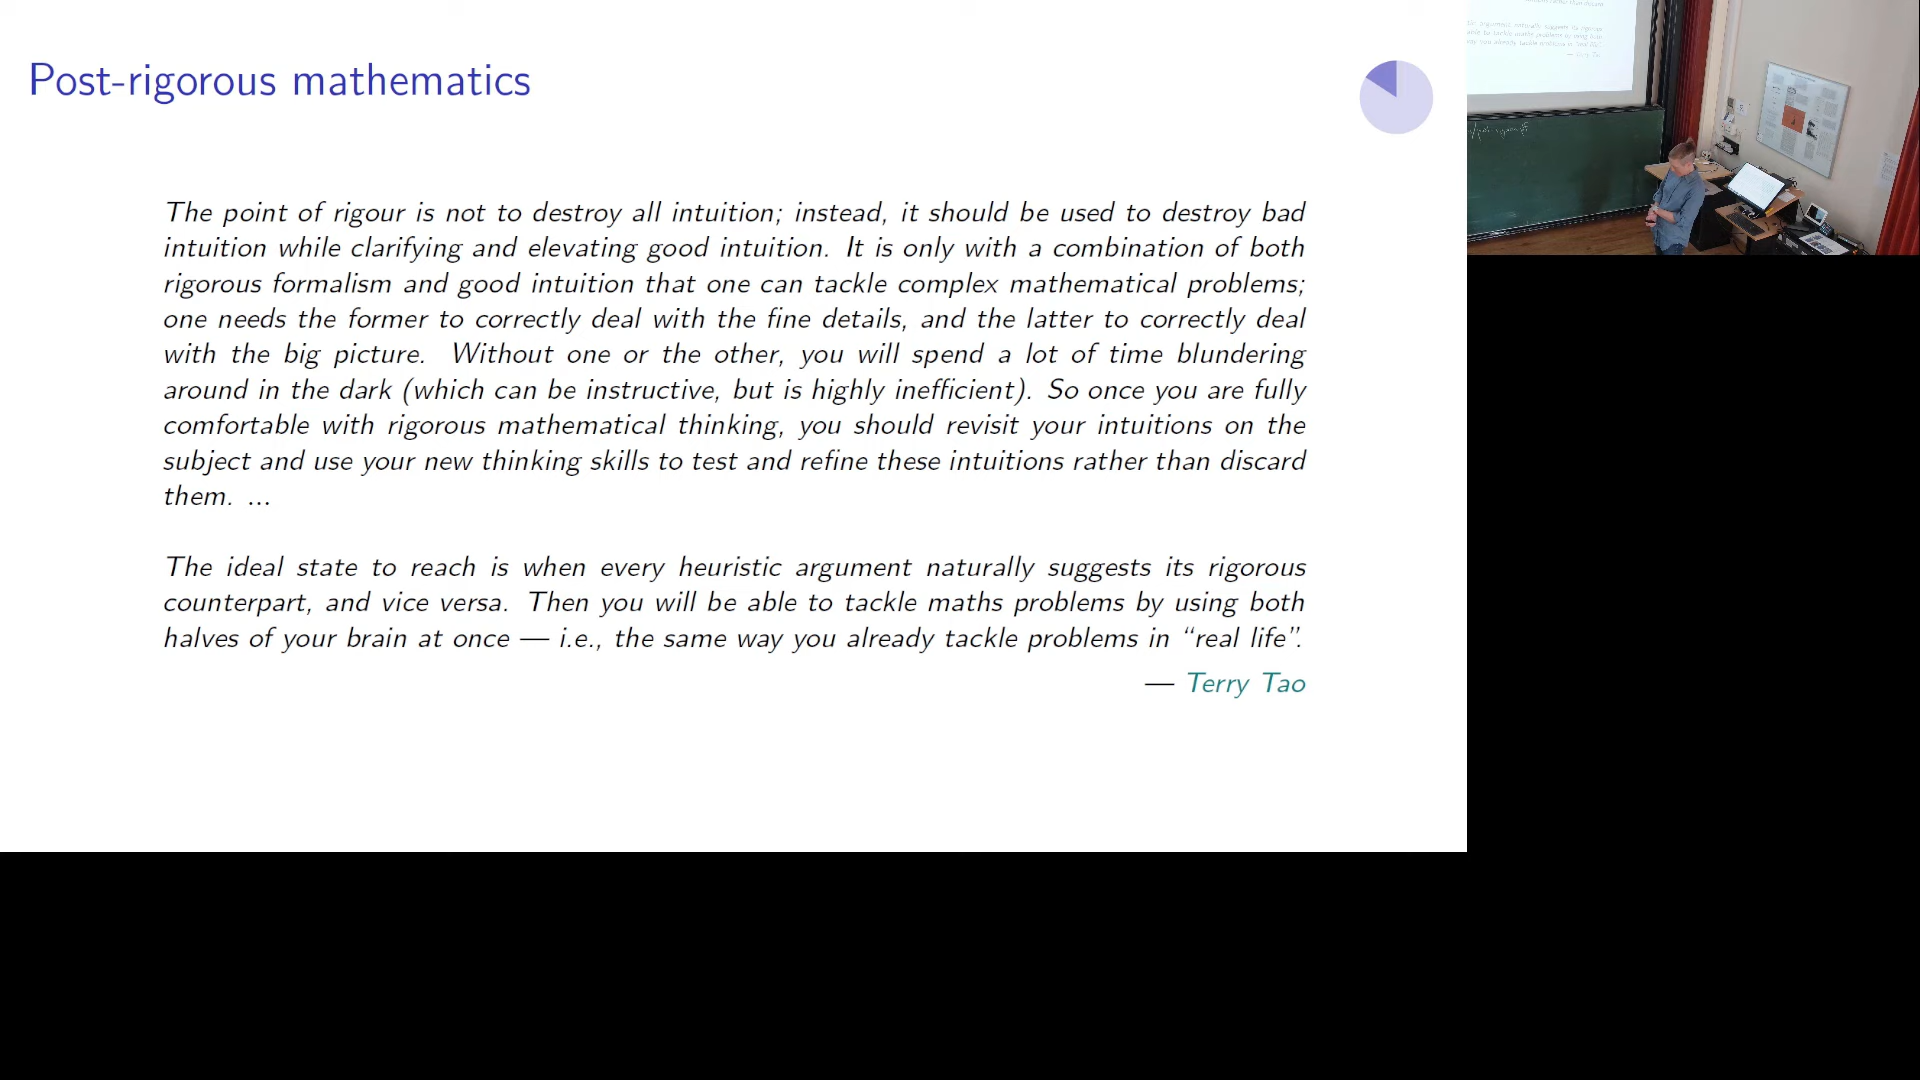 Post-rigorous mathematics
The point of rigour is not to destroy all intuition; instead, it should be used to destroy bad
intuition while clarifying and elevating good intuition. It is only with a combination of both
rigorous formalism and good intuition that one can tackle complex mathematical problems;
one needs the former to correctly deal with the fine details, and the latter to correctly deal
with the big picture. Without one or the other, you will spend a lot of time blundering
around in the dark (which can be instructive, but is highly inefficient). So once you are fully
comfortable with rigorous mathematical thinking, you should revisit your intuitions on the
subject and use your new thinking skills to test and refine these intuitions rather than discard
them. ...
The ideal state to reach is when every heuristic argument naturally suggests its rigorous
counterpart, and vice versa. Then you will be able to tackle maths problems by using both
halves of your brain at once — i.e., the same way you already tackle problems in “real life”.
— Terry Tao